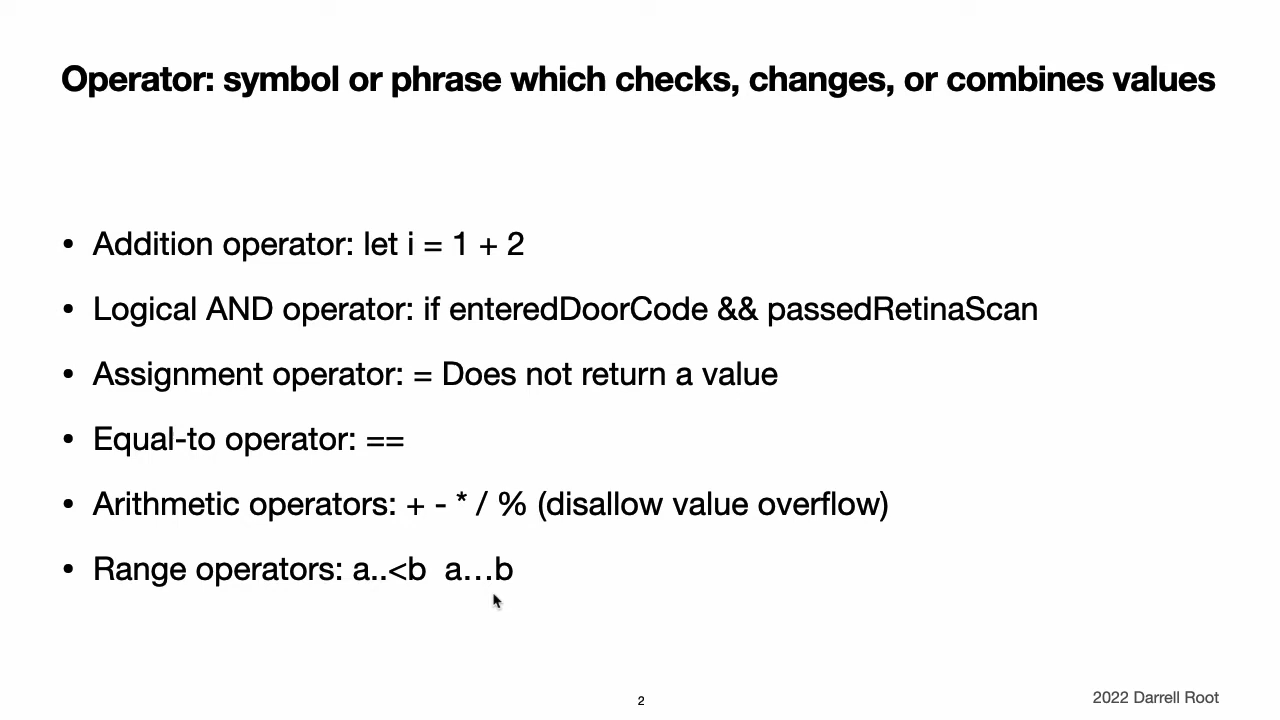 Operator: symbol or phrase which checks, changes, or combines values
• Addition operator: let i = 1 + 2
• Logical AND operator: if enteredDoorCode && passedRetinaScan
• Assignment operator: = Does not return a value
• Equal-to operator: ==
• Arithmetic operators: + - * / % (disallow value overflow)
• Range operators: a..<b  a…b
2
2022 Darrell Root